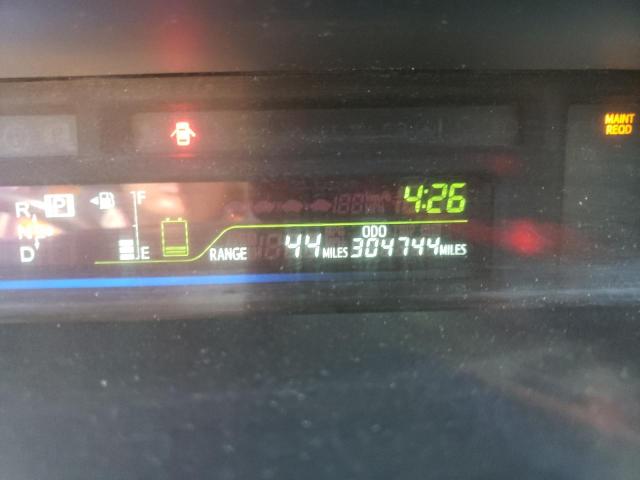 MAINT
REQD
R P F 4:26
N ODO
D E RANGE 44 MILES 304744 MILES